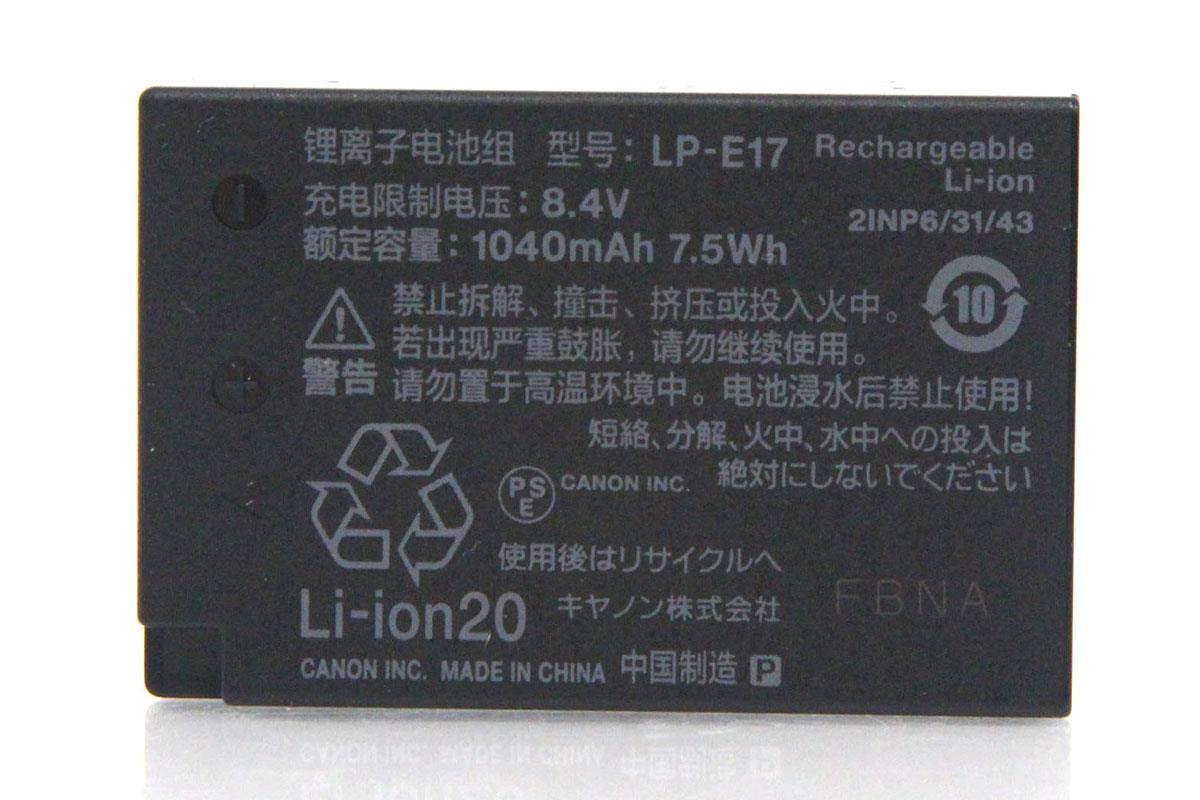 锂离子电池组 型号：LP-E17 Rechargeable
Li-ion
充电限制电压：8.4V
2INP6/31/43
额定容量：1040mAh 7.5Wh
10
禁止拆解、撞击、挤压或投入火中。
若出现严重鼓胀，请勿继续使用。
警告 请勿置于高温环境中。电池浸水后禁止使用！
短絡、分解、火中、水中への投入は
絶対にしないでください
PSE CANON INC.
使用後はリサイクルへ
Li-ion20 キヤノン株式会社
FBNA
CANON INC. MADE IN CHINA 中国制造 P